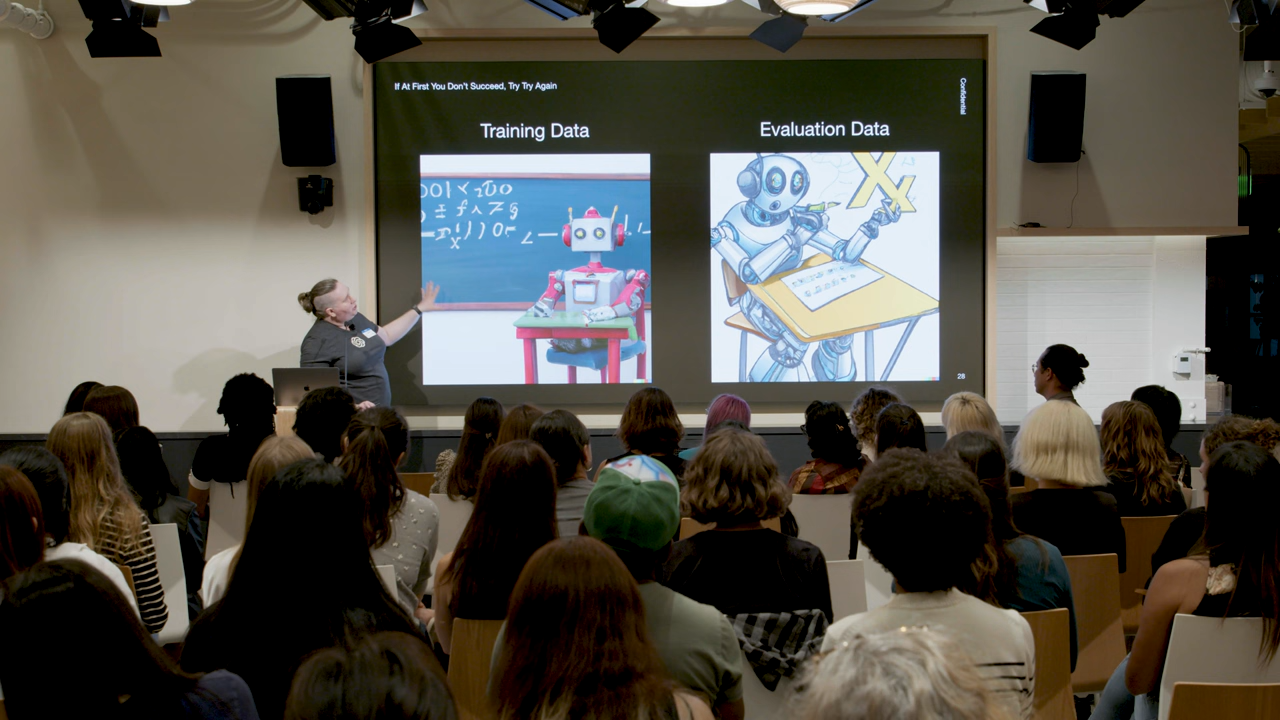 If At First You Don't Succeed, Try Try Again
Confidential
Training Data
Evaluation Data
28